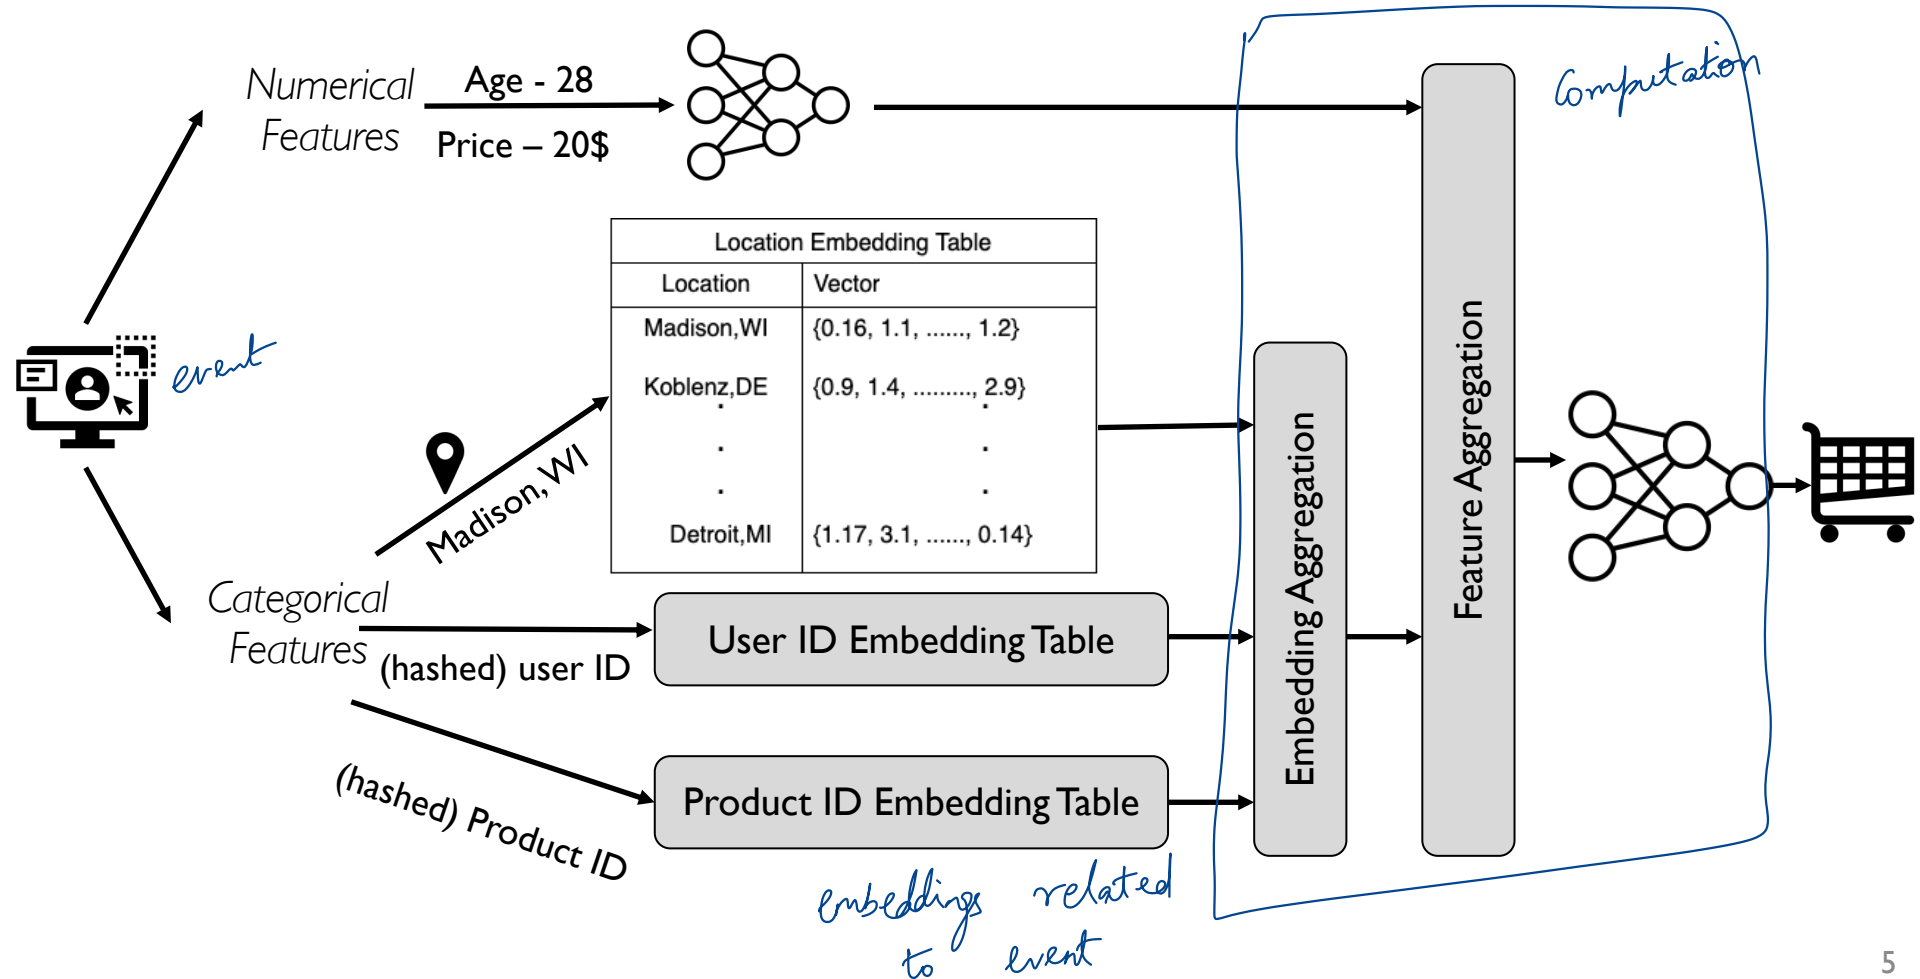 Numerical
Features
Age - 28
Price – 20$
Computation
event
Location Embedding Table
Location Vector
Madison,WI {0.16, 1.1, ......, 1.2}
Koblenz,DE {0.9, 1.4, ........., 2.9}
. .
. .
. .
Detroit,MI {1.17, 3.1, ......, 0.14}
Madison, WI
Categorical
Features
(hashed) user ID
User ID Embedding Table
(hashed) Product ID
Product ID Embedding Table
Embedding Aggregation
Feature Aggregation
embeddings related
to event
5